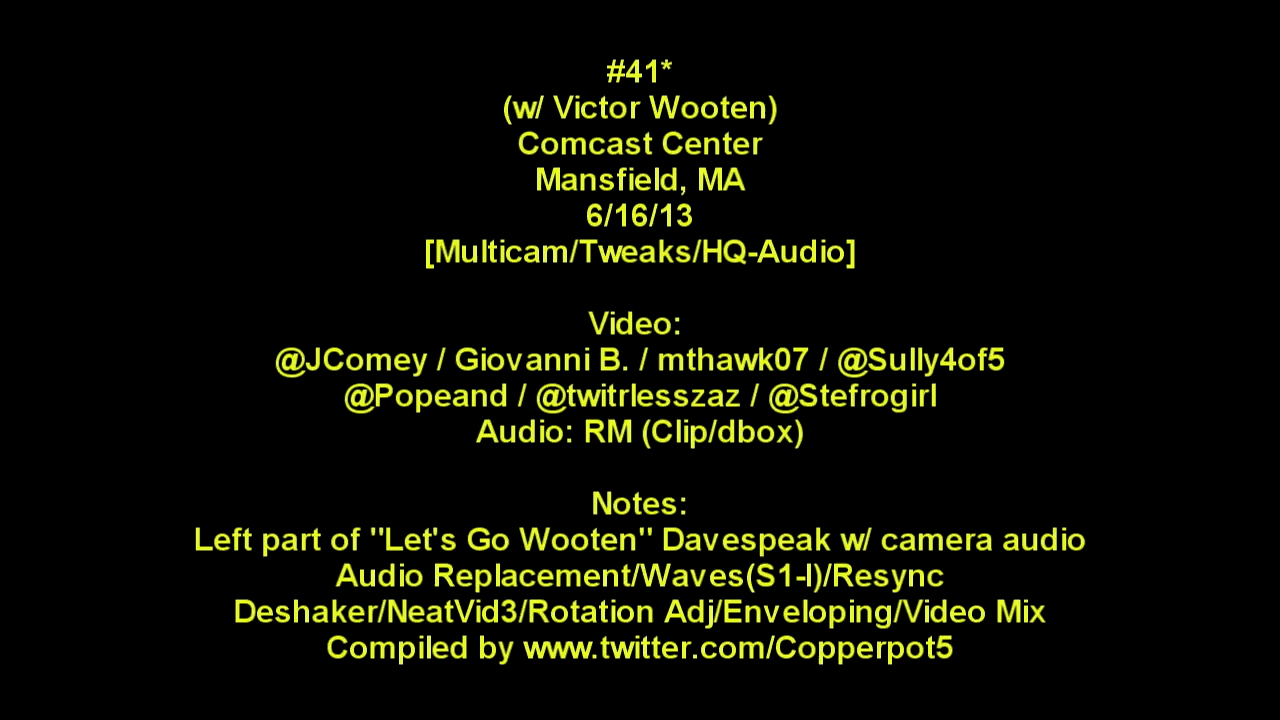 #41*
(w/ Victor Wooten)
Comcast Center
Mansfield, MA
6/16/13
[Multicam/Tweaks/HQ-Audio]
Video:
@JComey / Giovanni B. / mthawk07 / @Sully4of5
@Popeand / @twitrlesszaz / @Stefrogirl
Audio: RM (Clip/dbox)
Notes:
Left part of "Let's Go Wooten" Davespeak w/ camera audio
Audio Replacement/Waves(S1-I)/Resync
Deshaker/NeatVid3/Rotation Adj/Enveloping/Video Mix
Compiled by www.twitter.com/Copperpot5